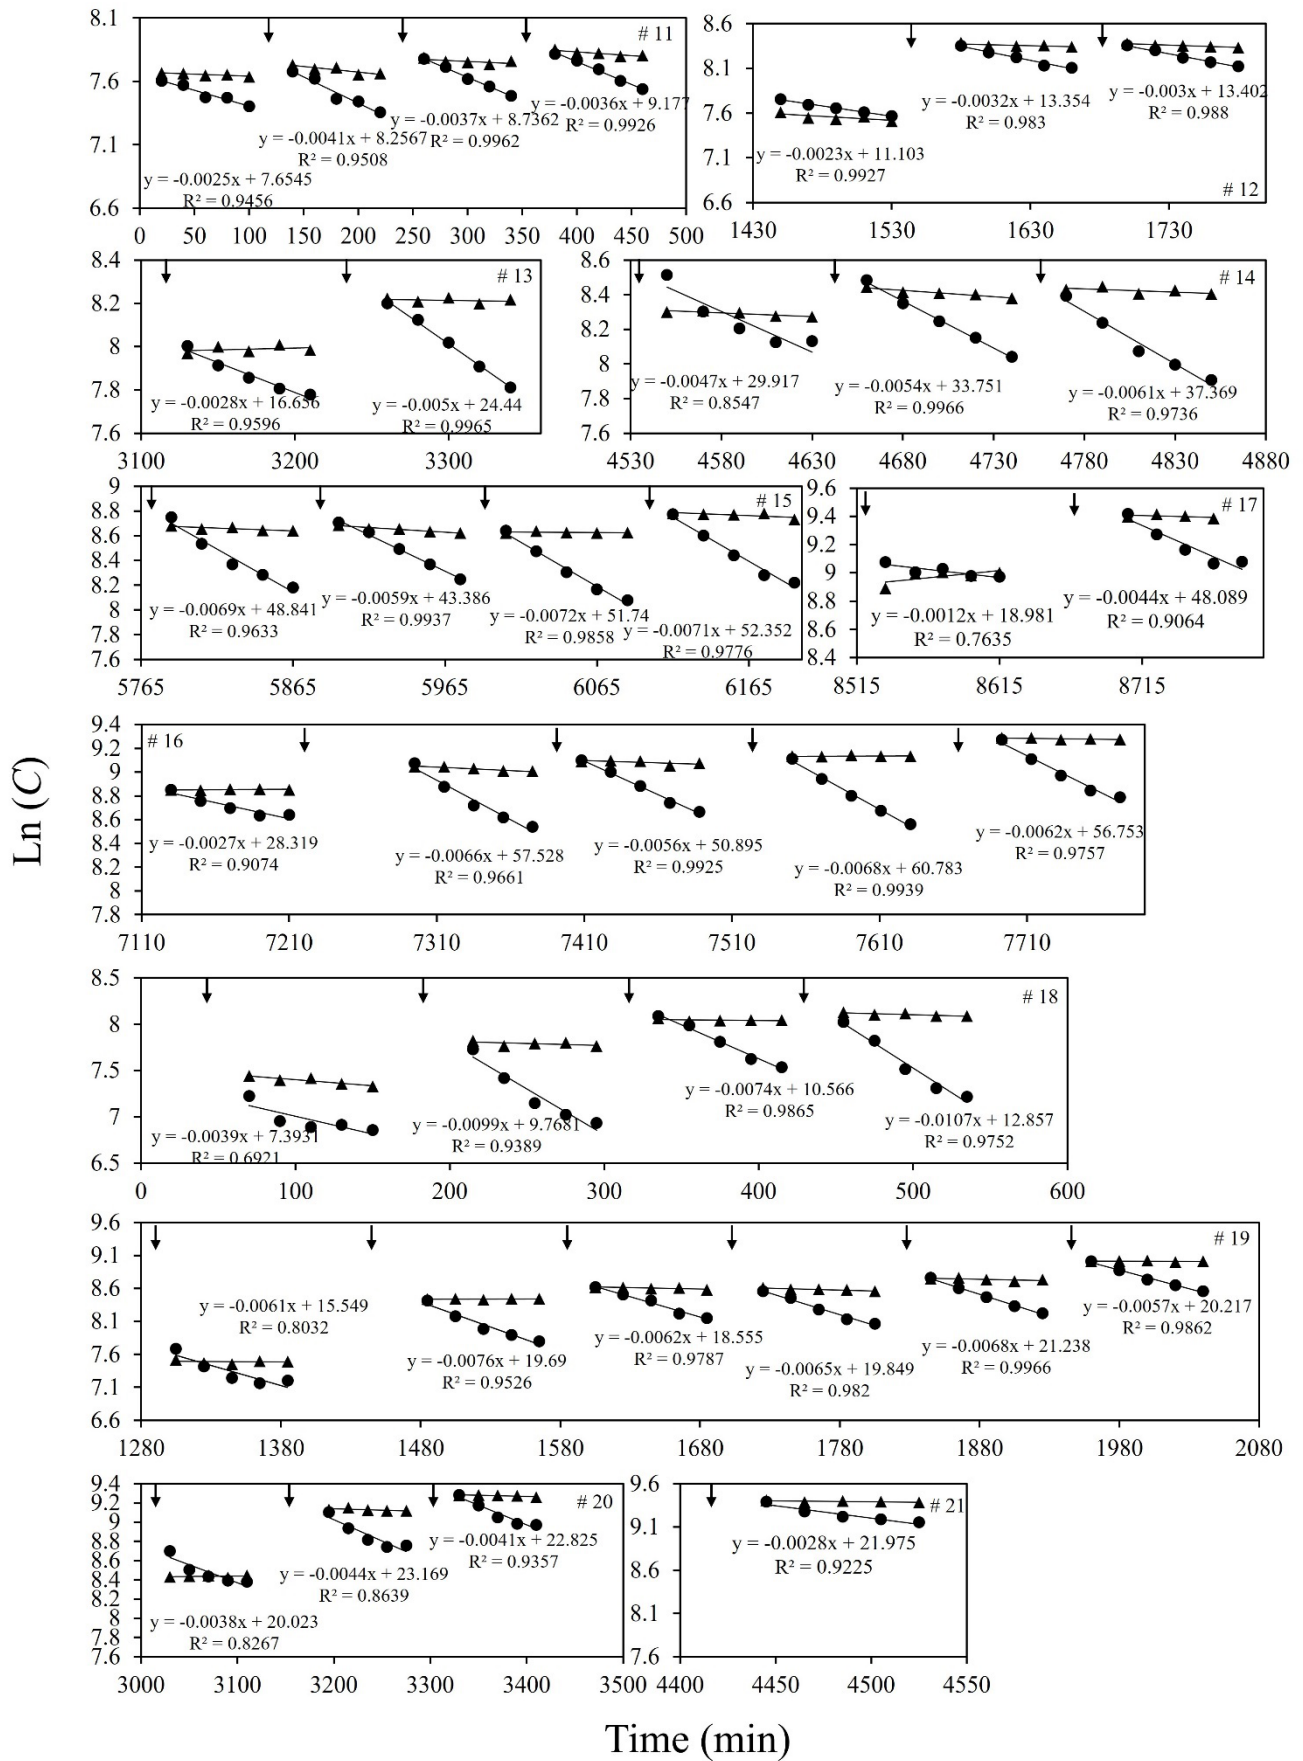 Ln (C)
8.1
7.6
7.1
6.6
# 11
y = -0.0025x + 7.6545
R² = 0.9456
y = -0.0041x + 8.2567
R² = 0.9508
y = -0.0037x + 8.7362
R² = 0.9962
y = -0.0036x + 9.177
R² = 0.9926
0 50 100 150 200 250 300 350 400 450 500
8.6
8.1
7.6
7.1
6.6
y = -0.0023x + 11.103
R² = 0.9927
y = -0.0032x + 13.354
R² = 0.983
y = -0.003x + 13.402
R² = 0.988
# 12
1430 1530 1630 1730
8.4
8.2
8
7.8
7.6
# 13
y = -0.0028x + 16.656
R² = 0.9596
y = -0.005x + 24.44
R² = 0.9965
3100 3200 3300
8.6
8.4
8.2
8
7.8
7.6
# 14
y = -0.0047x + 29.917
R² = 0.8547
y = -0.0054x + 33.751
R² = 0.9966
y = -0.0061x + 37.369
R² = 0.9736
4530 4580 4630 4680 4730 4780 4830 4880
9
8.8
8.6
8.4
8.2
8
7.8
7.6
# 15
y = -0.0069x + 48.841
R² = 0.9633
y = -0.0059x + 43.386
R² = 0.9937
y = -0.0072x + 51.74
R² = 0.9858
y = -0.0071x + 52.352
R² = 0.9776
5765 5865 5965 6065 6165
9.6
9.4
9.2
9
8.8
8.6
8.4
# 17
y = -0.0012x + 18.981
R² = 0.7635
y = -0.0044x + 48.089
R² = 0.9064
8515 8615 8715
9.4
9.2
9
8.8
8.6
8.4
8.2
8
7.8
# 16
y = -0.0027x + 28.319
R² = 0.9074
y = -0.0066x + 57.528
R² = 0.9661
y = -0.0056x + 50.895
R² = 0.9925
y = -0.0068x + 60.783
R² = 0.9939
y = -0.0062x + 56.753
R² = 0.9757
7110 7210 7310 7410 7510 7610 7710
8.5
8
7.5
7
6.5
# 18
y = -0.0039x + 7.3931
R² = 0.6921
y = -0.0099x + 9.7681
R² = 0.9389
y = -0.0074x + 10.566
R² = 0.9865
y = -0.0107x + 12.857
R² = 0.9752
0 100 200 300 400 500 600
9.6
9.1
8.6
8.1
7.6
7.1
6.6
# 19
y = -0.0061x + 15.549
R² = 0.8032
y = -0.0076x + 19.69
R² = 0.9526
y = -0.0062x + 18.555
R² = 0.9787
y = -0.0065x + 19.849
R² = 0.982
y = -0.0068x + 21.238
R² = 0.9966
y = -0.0057x + 20.217
R² = 0.9862
1280 1380 1480 1580 1680 1780 1880 1980 2080
9.4
9.2
9
8.8
8.6
8.4
8.2
8
7.8
7.6
# 20
y = -0.0038x + 20.023
R² = 0.8267
y = -0.0044x + 23.169
R² = 0.8639
y = -0.0041x + 22.825
R² = 0.9357
3000 3100 3200 3300 3400 3500
9.6
9.1
8.6
8.1
7.6
# 21
y = -0.0028x + 21.975
R² = 0.9225
4400 4450 4500 4550
Time (min)